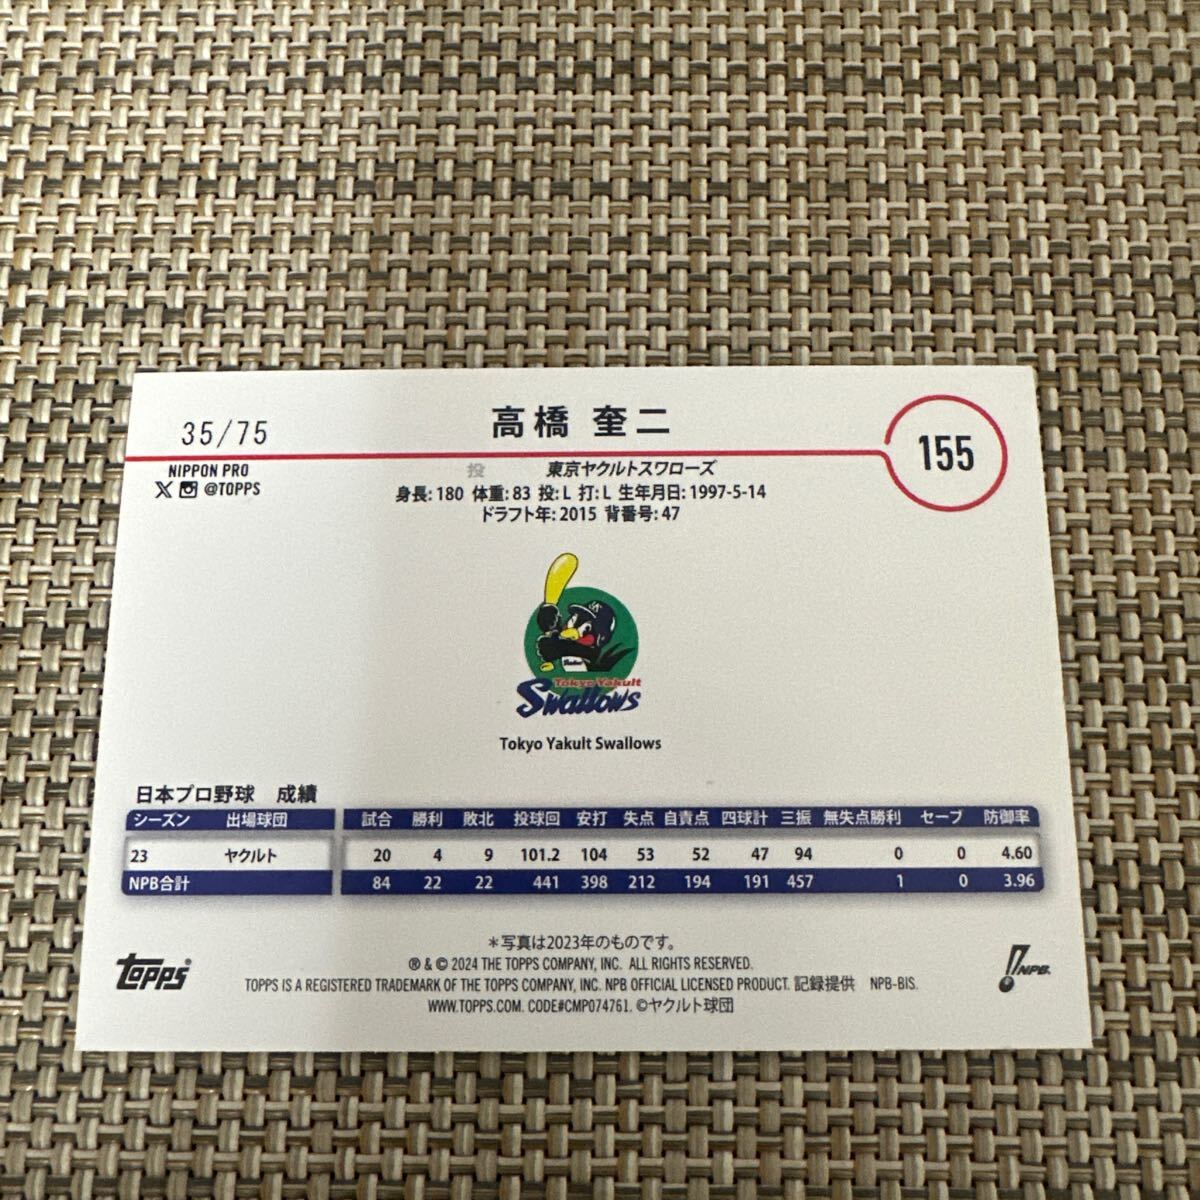 35/75
高橋 奎二
155
NIPPON PRO
@TOPPS
投 東京ヤクルトスワローズ
身長: 180 体重: 83 投: L 打: L 生年月日: 1997-5-14
ドラフト年: 2015 背番号: 47
Tokyo Yakult
Swallows
Tokyo Yakult Swallows
日本プロ野球 成績
シーズン 出場球団 試合 勝利 敗北 投球回 安打 失点 自責点 四球計 三振 無失点勝利 セーブ 防御率
23 ヤクルト 20 4 9 101.2 104 53 52 47 94 0 0 4.60
NPB合計 84 22 22 441 398 212 194 191 457 1 0 3.96
＊写真は2023年のものです。
® & © 2024 THE TOPPS COMPANY, INC. ALL RIGHTS RESERVED.
TOPPS IS A REGISTERED TRADEMARK OF THE TOPPS COMPANY, INC. NPB OFFICIAL LICENSED PRODUCT. 記録提供 NPB-BIS.
WWW.TOPPS.COM. CODE#CMP074761. ©ヤクルト球団
TOPPS®
NPB.